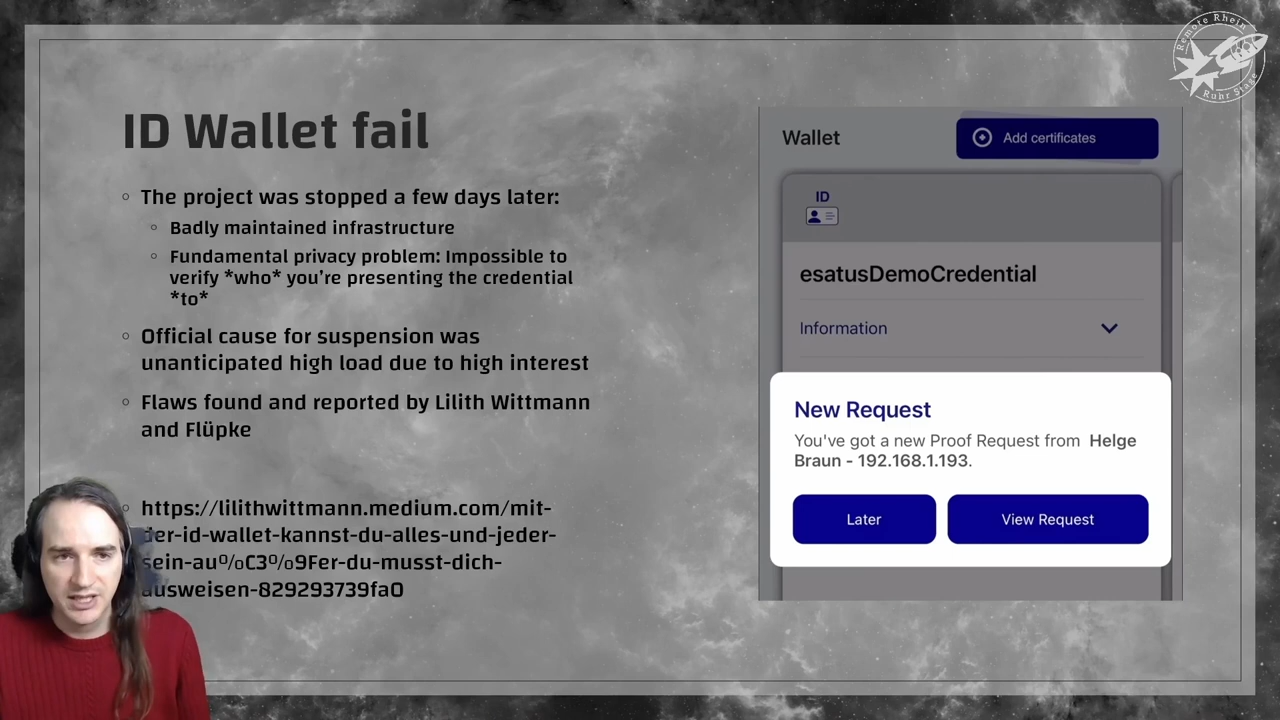 Remote Rhein
Ruhr Stage
ID Wallet fail
The project was stopped a few days later:
Badly maintained infrastructure
Fundamental privacy problem: Impossible to
verify *who* you're presenting the credential
*to*
Official cause for suspension was
unanticipated high load due to high interest
Flaws found and reported by Lilith Wittmann
and Flüpke
https://lilithwittmann.medium.com/mit-
der-id-wallet-kannst-du-alles-und-jeder-
sein-au%C3%9Fer-du-musst-dich-
ausweisen-829293739fa0
Wallet
Add certificates
ID
esatusDemoCredential
Information
New Request
You've got a new Proof Request from Helge
Braun - 192.168.1.193.
Later
View Request